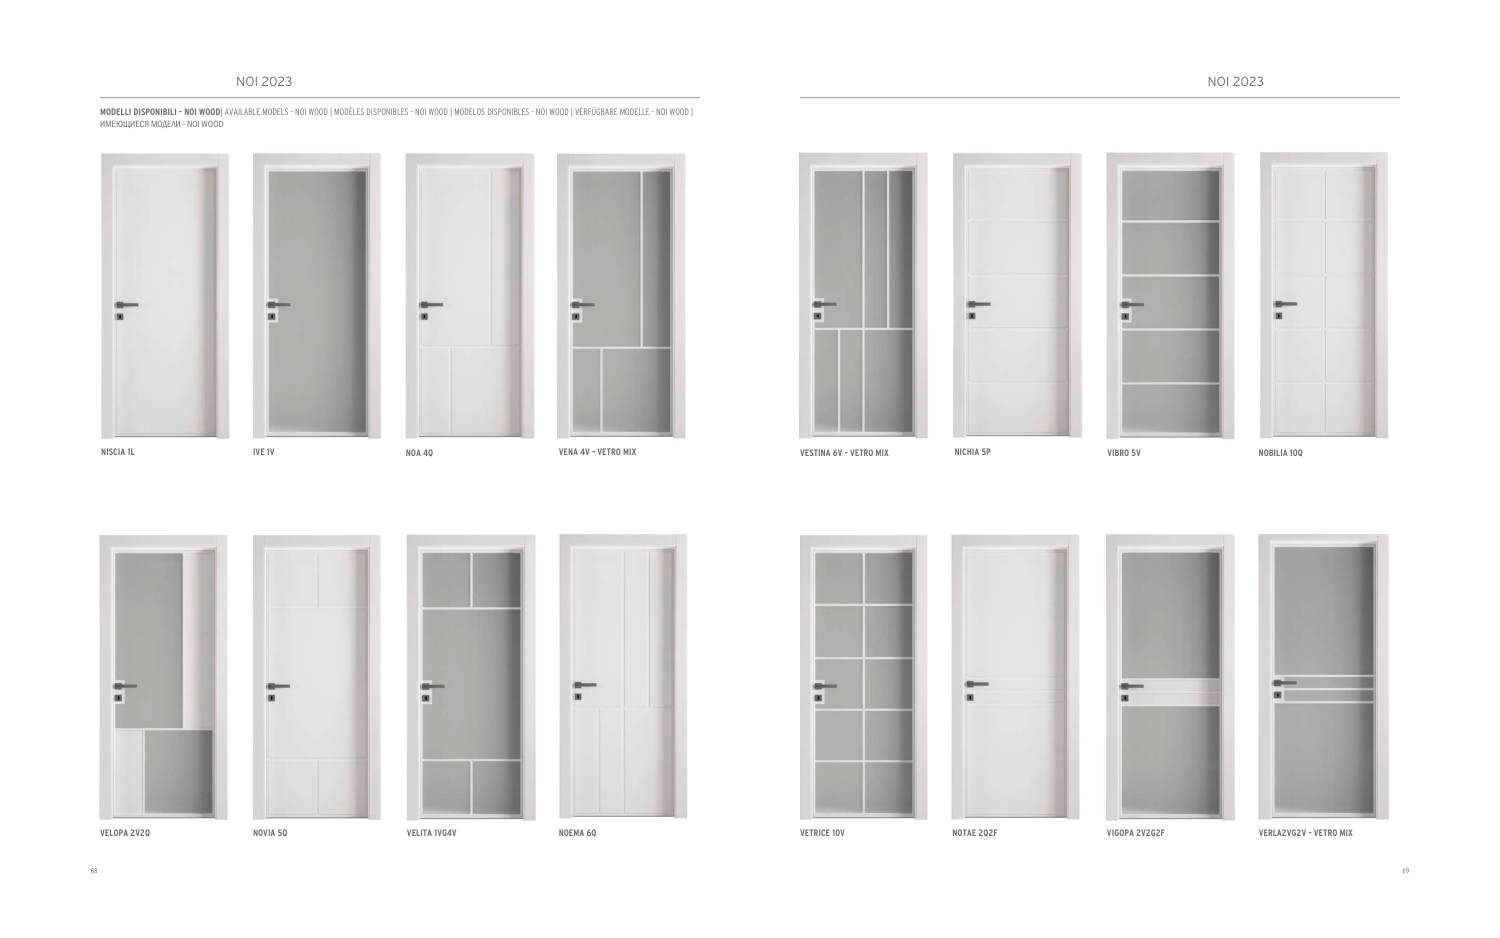 NOI 2023
MODELLI DISPONIBILI - NOI WOOD| AVAILABLE MODELS - NOI WOOD | MODÈLES DISPONIBLES - NOI WOOD | MODELOS DISPONIBLES - NOI WOOD | VERFÜGBARE MODELLE - NOI WOOD |
ИМЕЮЩИЕСЯ МОДЕЛИ - NOI WOOD
NISCIA 1L
IVE 1V
NOA 4Q
VENA 4V - VETRO MIX
VELOPA 2V2Q
NOVIA 5Q
VELITA 1VG4V
NOEMA 6Q
68
NOI 2023
VESTINA 6V - VETRO MIX
NICHIA 5P
VIBRO 5V
NOBILIA 10Q
VETRICE 10V
NOTAE 2Q2F
VIGOPA 2V2G2F
VERLA2VG2V - VETRO MIX
69